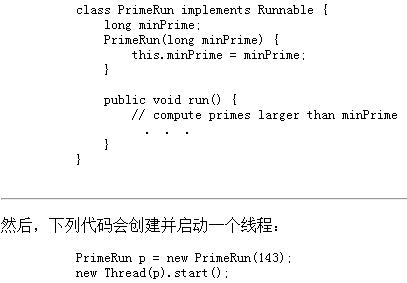 class PrimeRun implements Runnable {
    long minPrime;
    PrimeRun(long minPrime) {
        this.minPrime = minPrime;
    }

    public void run() {
        // compute primes larger than minPrime
         . . .
    }
}
然后，下列代码会创建并启动一个线程：
PrimeRun p = new PrimeRun(143);
new Thread(p).start();